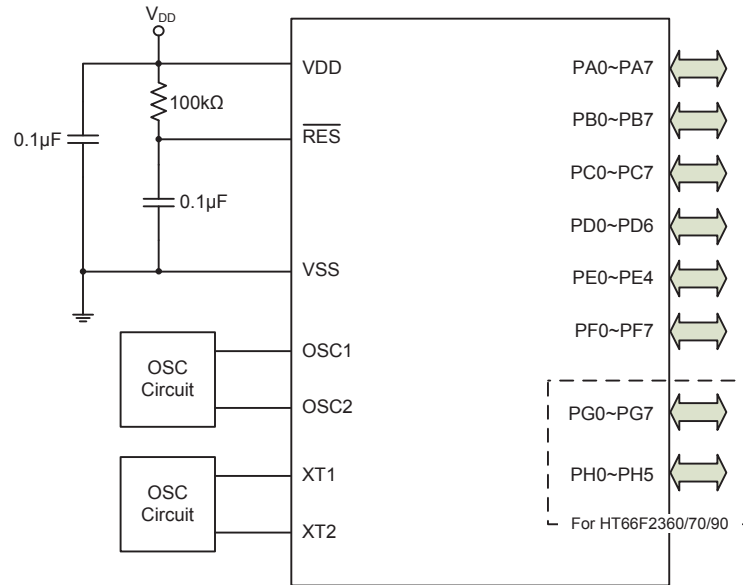 VDD
VDD
100kΩ
0.1µF
RES
0.1µF
VSS
OSC
Circuit
OSC1
OSC2
OSC
Circuit
XT1
XT2
PA0~PA7
PB0~PB7
PC0~PC7
PD0~PD6
PE0~PE4
PF0~PF7
PG0~PG7
PH0~PH5
For HT66F2360/70/90